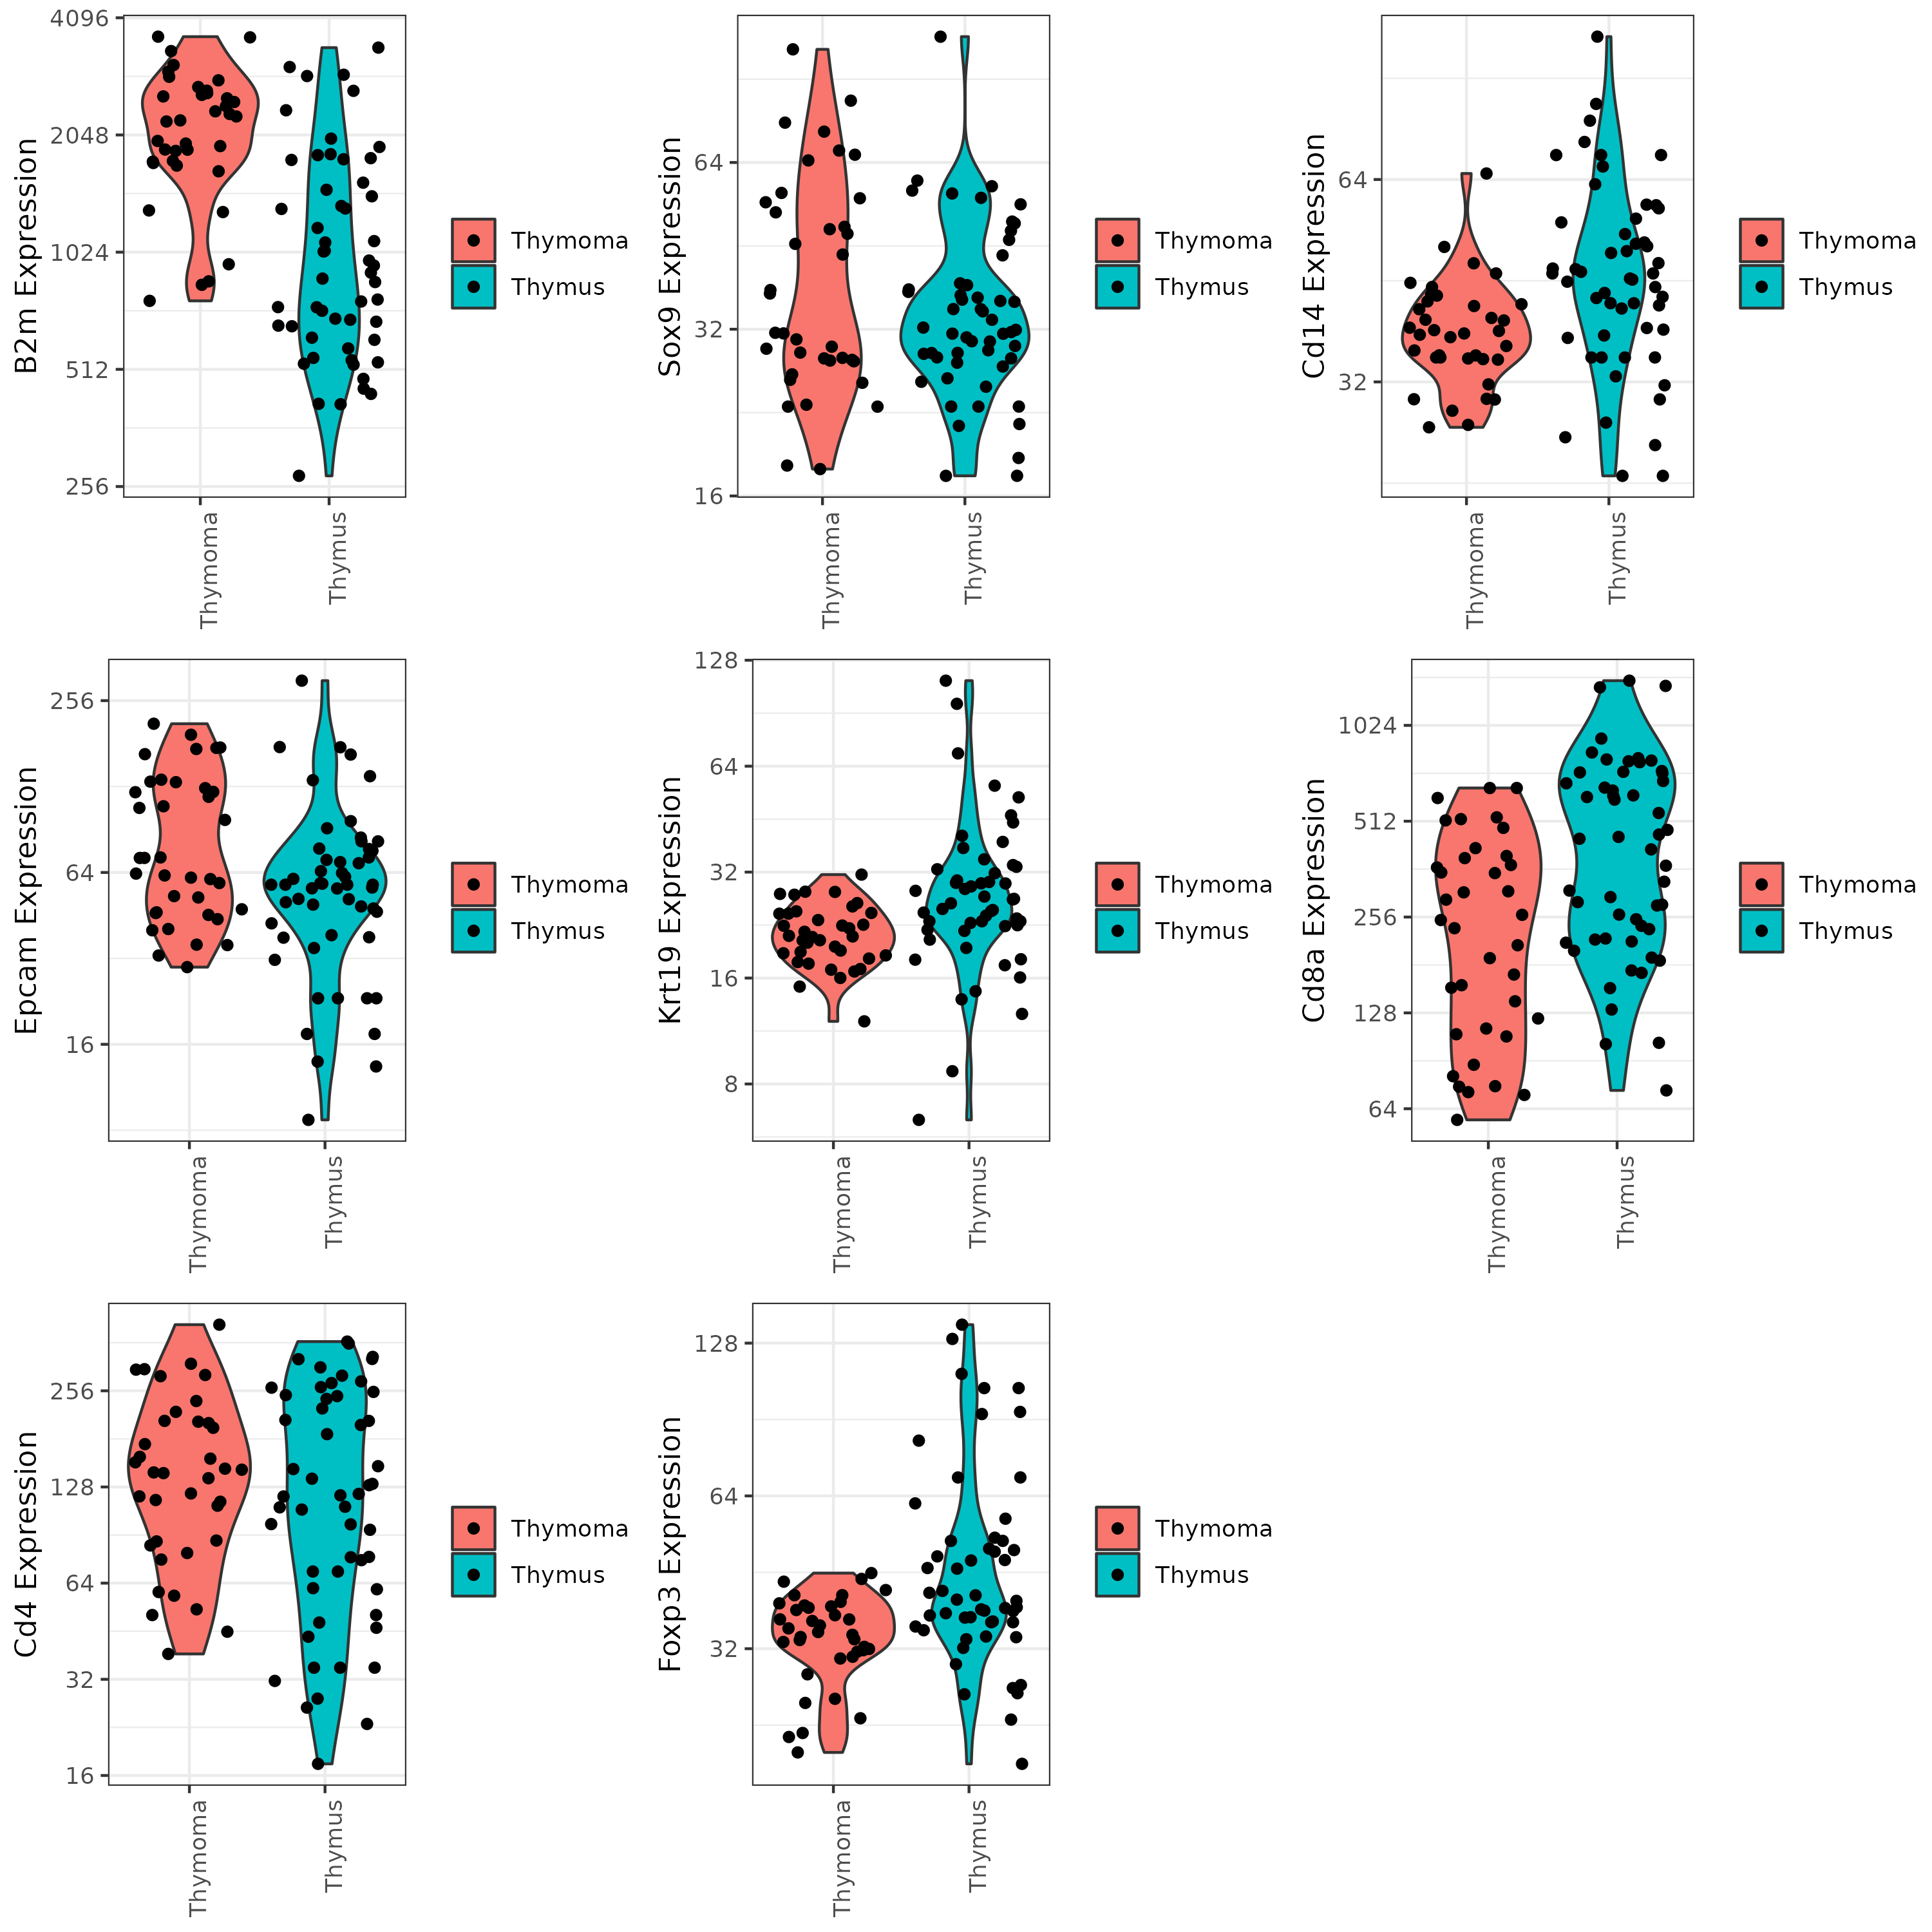 B2m Expression
4096
2048
1024
512
256
Thymoma
Thymus
Thymoma
Thymus
Sox9 Expression
64
32
16
Thymoma
Thymus
Thymoma
Thymus
Cd14 Expression
64
32
Thymoma
Thymus
Thymoma
Thymus
Epcam Expression
256
64
16
Thymoma
Thymus
Thymoma
Thymus
Krt19 Expression
128
64
32
16
8
Thymoma
Thymus
Thymoma
Thymus
Cd8a Expression
1024
512
256
128
64
Thymoma
Thymus
Thymoma
Thymus
Cd4 Expression
256
128
64
32
16
Thymoma
Thymus
Thymoma
Thymus
Foxp3 Expression
128
64
32
Thymoma
Thymus
Thymoma
Thymus